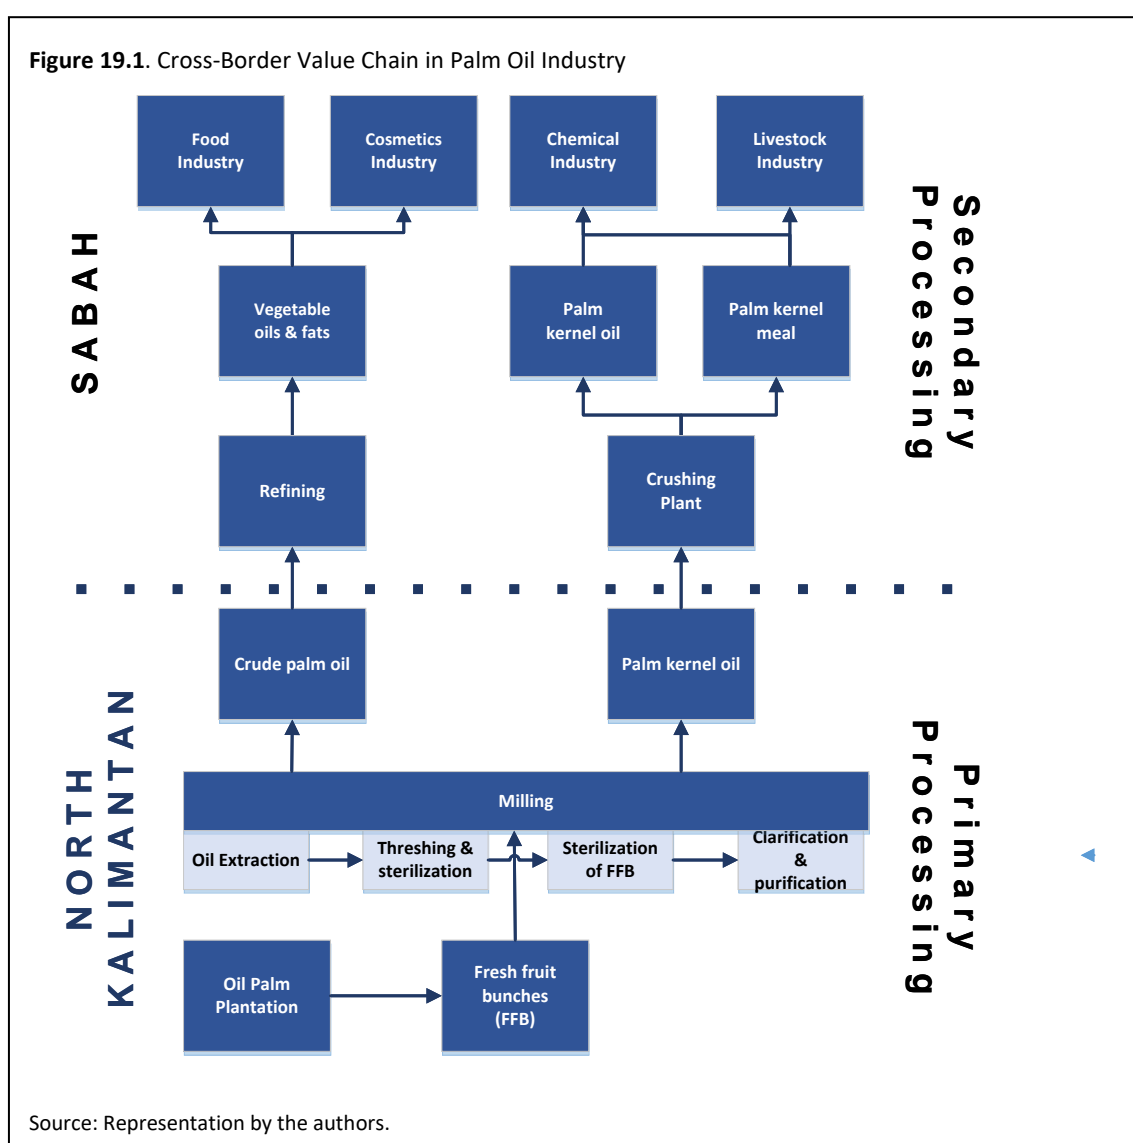 Figure 19.1. Cross-Border Value Chain in Palm Oil Industry
Food
Industry
Cosmetics
Industry
Chemical
Industry
Livestock
Industry
SABAH
Secondary
Processing
Vegetable
oils & fats
Palm
kernel oil
Palm kernel
meal
Refining
Crushing
Plant
Crude palm oil
Palm kernel oil
NORTH
KALIMANTAN
Primary
Processing
Milling
Oil Extraction
Threshing &
sterilization
Sterilization
of FFB
Clarification
&
purification
Oil Palm
Plantation
Fresh fruit
bunches
(FFB)
Source: Representation by the authors.